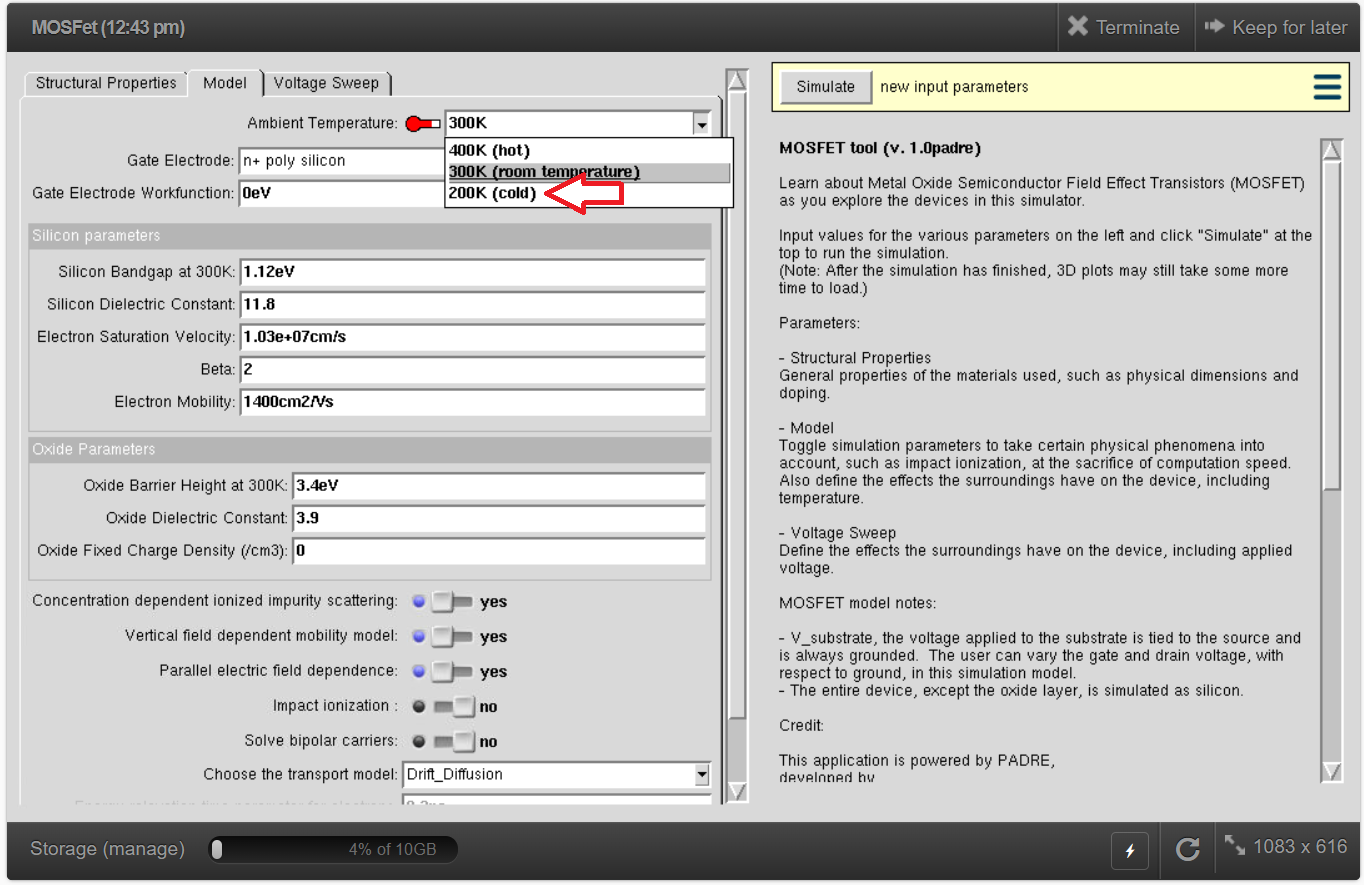 MOSFet (12:43 pm)
Terminate
Keep for later
Structural Properties
Model
Voltage Sweep
Ambient Temperature:
300K
400K (hot)
300K (room temperature)
200K (cold)
Gate Electrode:
n+ poly silicon
Gate Electrode Workfunction:
0eV
Silicon parameters
Silicon Bandgap at 300K:
1.12eV
Silicon Dielectric Constant:
11.8
Electron Saturation Velocity:
1.03e+07cm/s
Beta:
2
Electron Mobility:
1400cm2/Vs
Oxide Parameters
Oxide Barrier Height at 300K:
3.4eV
Oxide Dielectric Constant:
3.9
Oxide Fixed Charge Density (/cm3):
0
Concentration dependent ionized impurity scattering:
yes
Vertical field dependent mobility model:
yes
Parallel electric field dependence:
yes
Impact ionization :
no
Solve bipolar carriers:
no
Choose the transport model:
Drift_Diffusion
Simulate
new input parameters
MOSFET tool (v. 1.0padre)
Learn about Metal Oxide Semiconductor Field Effect Transistors (MOSFET)
as you explore the devices in this simulator.
Input values for the various parameters on the left and click "Simulate" at the
top to run the simulation.
(Note: After the simulation has finished, 3D plots may still take some more
time to load.)
Parameters:
- Structural Properties
General properties of the materials used, such as physical dimensions and
doping.
- Model
Toggle simulation parameters to take certain physical phenomena into
account, such as impact ionization, at the sacrifice of computation speed.
Also define the effects the surroundings have on the device, including
temperature.
- Voltage Sweep
Define the effects the surroundings have on the device, including applied
voltage.
MOSFET model notes:
- V_substrate, the voltage applied to the substrate is tied to the source and
is always grounded. The user can vary the gate and drain voltage, with
respect to ground, in this simulation model.
- The entire device, except the oxide layer, is simulated as silicon.
Credit:
This application is powered by PADRE,
developed by
Storage (manage)
4% of 10GB
1083 x 616